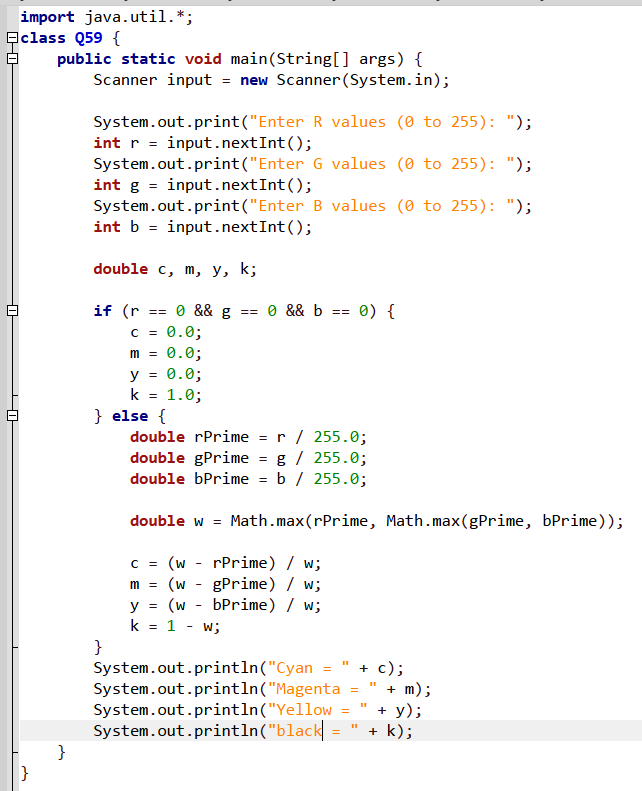 import java.util.*;
class Q59 {
    public static void main(String[] args) {
        Scanner input = new Scanner(System.in);

        System.out.print("Enter R values (0 to 255): ");
        int r = input.nextInt();
        System.out.print("Enter G values (0 to 255): ");
        int g = input.nextInt();
        System.out.print("Enter B values (0 to 255): ");
        int b = input.nextInt();

        double c, m, y, k;

        if (r == 0 && g == 0 && b == 0) {
            c = 0.0;
            m = 0.0;
            y = 0.0;
            k = 1.0;
        } else {
            double rPrime = r / 255.0;
            double gPrime = g / 255.0;
            double bPrime = b / 255.0;

            double w = Math.max(rPrime, Math.max(gPrime, bPrime));

            c = (w - rPrime) / w;
            m = (w - gPrime) / w;
            y = (w - bPrime) / w;
            k = 1 - w;
        }
        System.out.println("Cyan = " + c);
        System.out.println("Magenta = " + m);
        System.out.println("Yellow = " + y);
        System.out.println("black = " + k);
    }
}